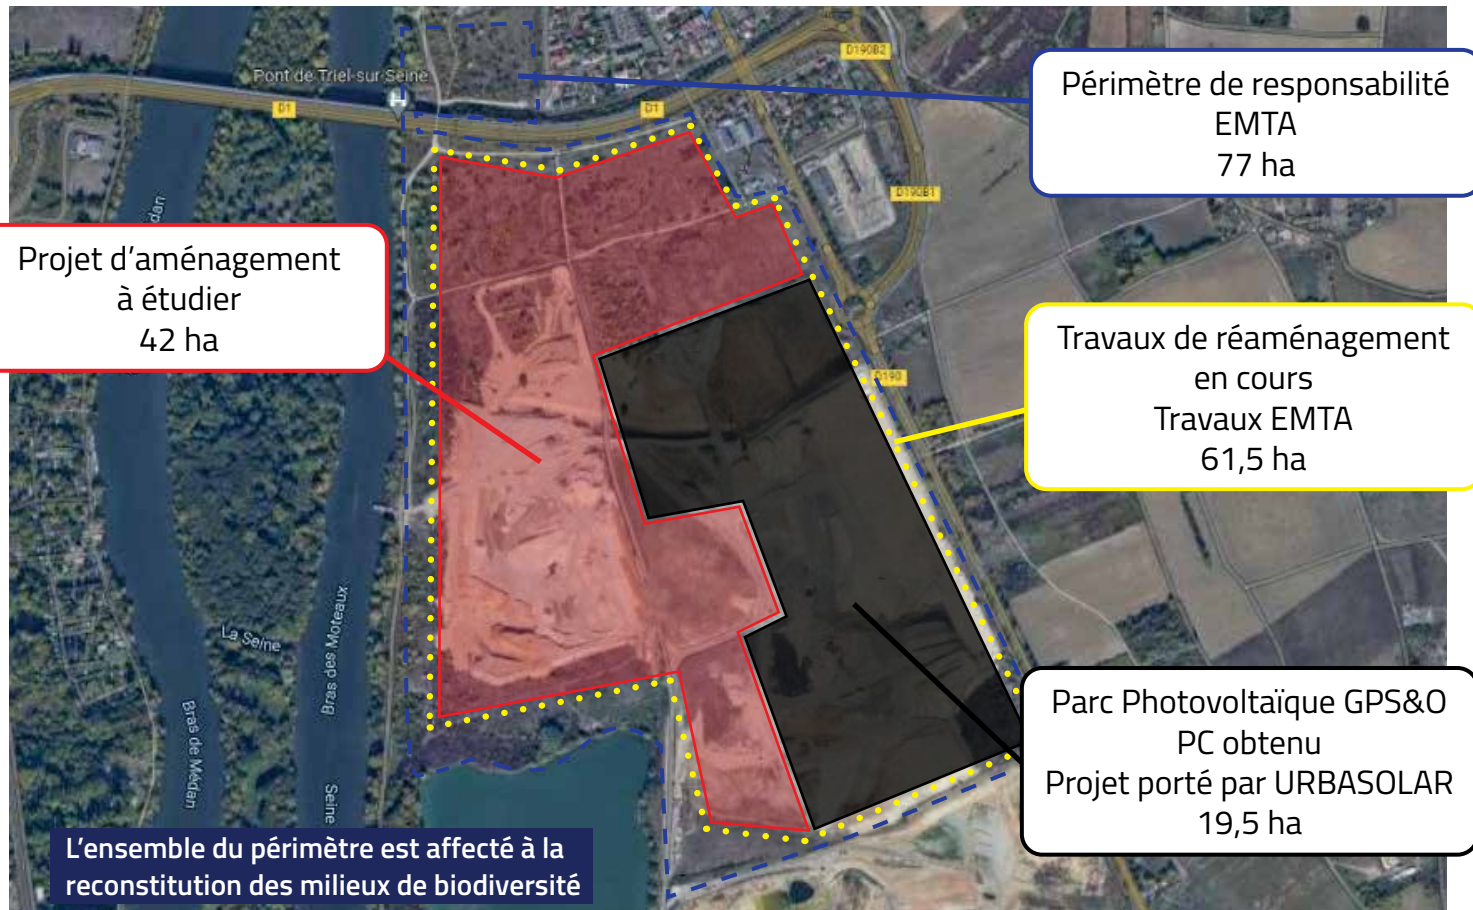 D190B2
Pont de Triel-sur-Seine
D1
D1
Périmètre de responsabilité
EMTA
77 ha
D190B1
dan
Projet d’aménagement
à étudier
42 ha
Travaux de réaménagement
en cours
Travaux EMTA
61,5 ha
D190
La Seine
Bras des Moteaux
Bras de Médan
Seine
Parc Photovoltaïque GPS&O
PC obtenu
Projet porté par URBASOLAR
19,5 ha
L’ensemble du périmètre est affecté à la
reconstitution des milieux de biodiversité